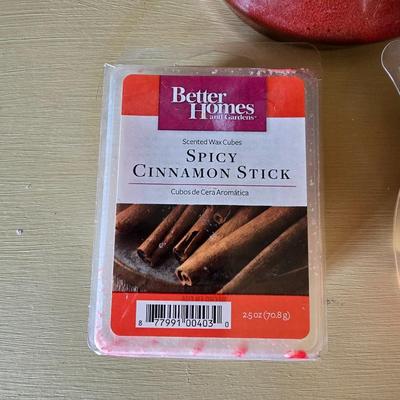 Better
Homes
and Gardens®
Scented Wax Cubes
SPICY
CINNAMON STICK
Cubos de Cera Aromática
8 77991 00403 0
2.5 oz (70.8 g)